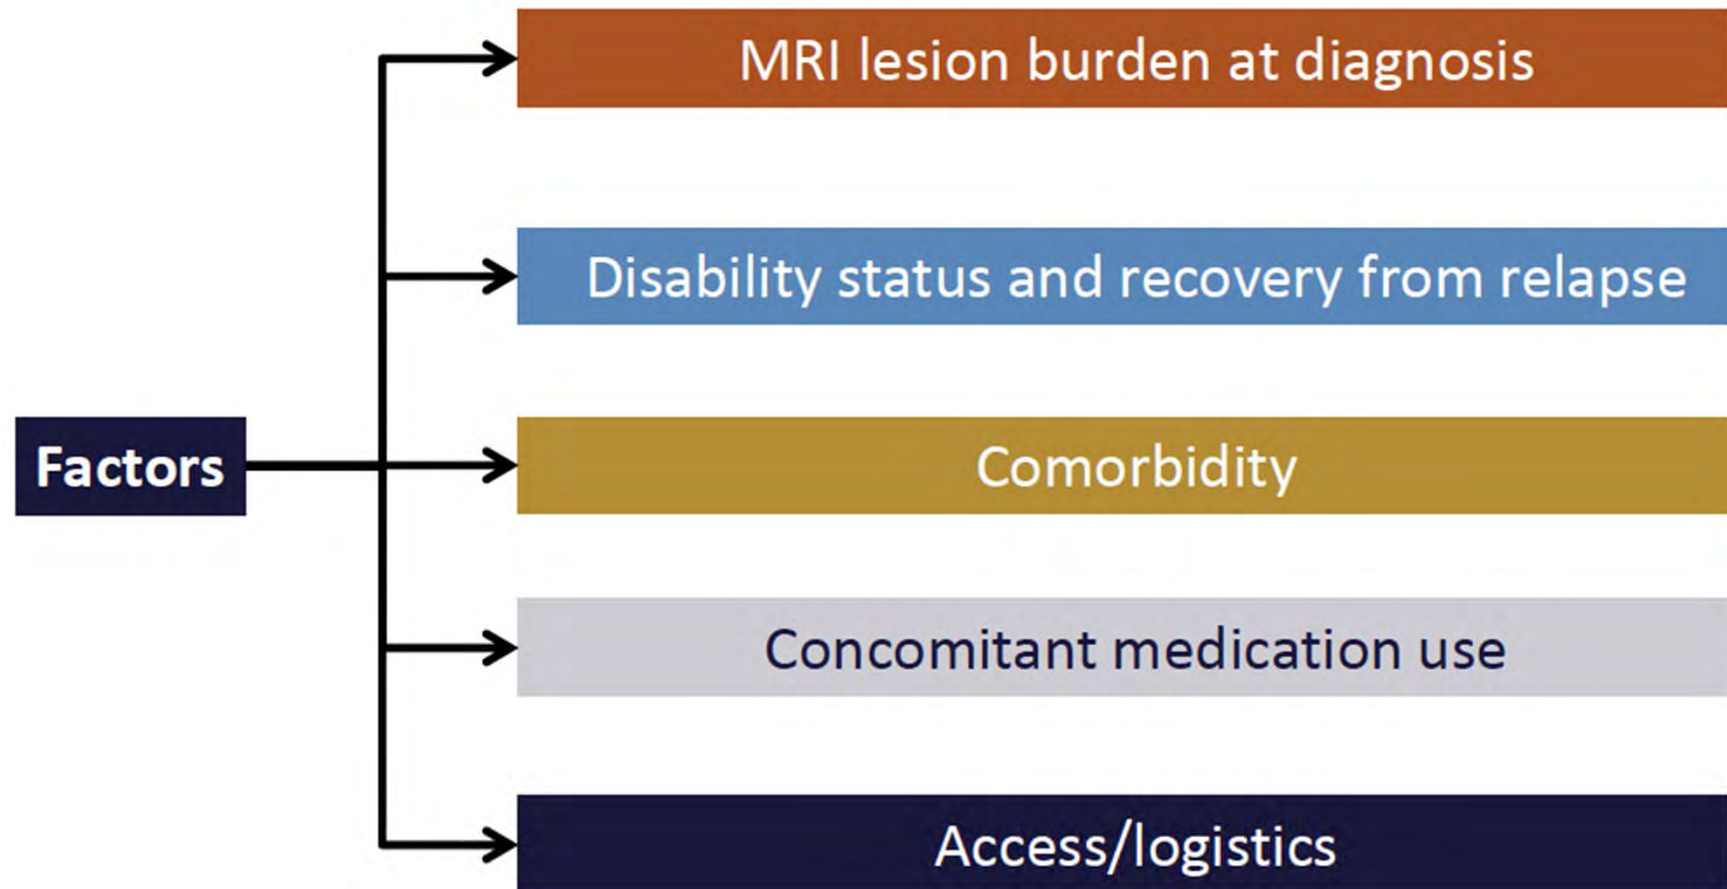 MRI lesion burden at diagnosis
Disability status and recovery from relapse
Factors
Comorbidity
Concomitant medication use
Access/logistics